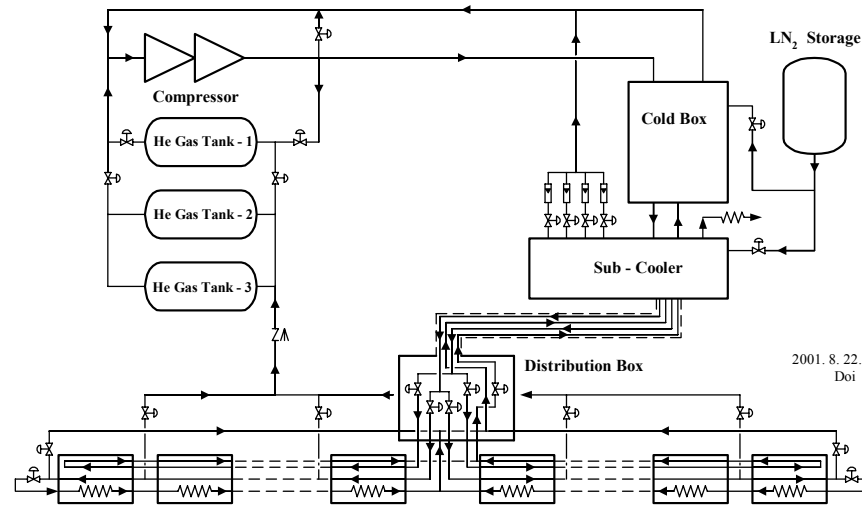 LN2 Storage
Compressor
Cold Box
He Gas Tank - 1
He Gas Tank - 2
He Gas Tank - 3
Sub - Cooler
Distribution Box
2001. 8. 22.
Doi